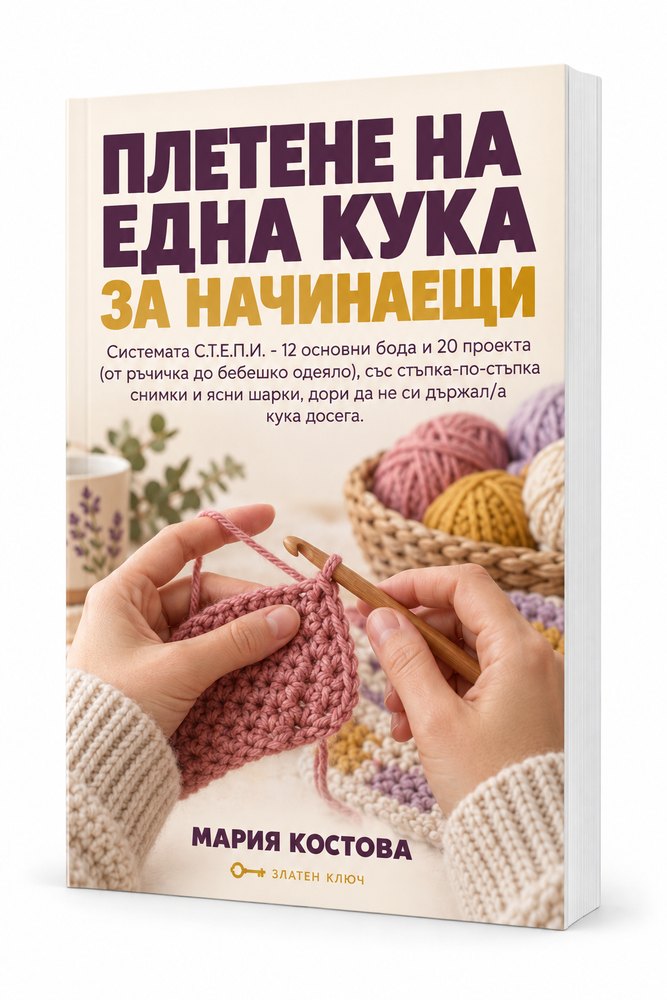 ПЛЕТЕНЕ НА
ЕДНА КУКА
ЗА НАЧИНАЕЩИ
Системата С.Т.Е.П.И. - 12 основни бода и 20 проекта
(от ръчичка до бебешко одеяло), със стъпка-по-стъпка
снимки и ясни шарки, дори да не си държал/а
кука досега.
МАРИЯ КОСТОВА
ЗЛАТЕН КЛЮЧ